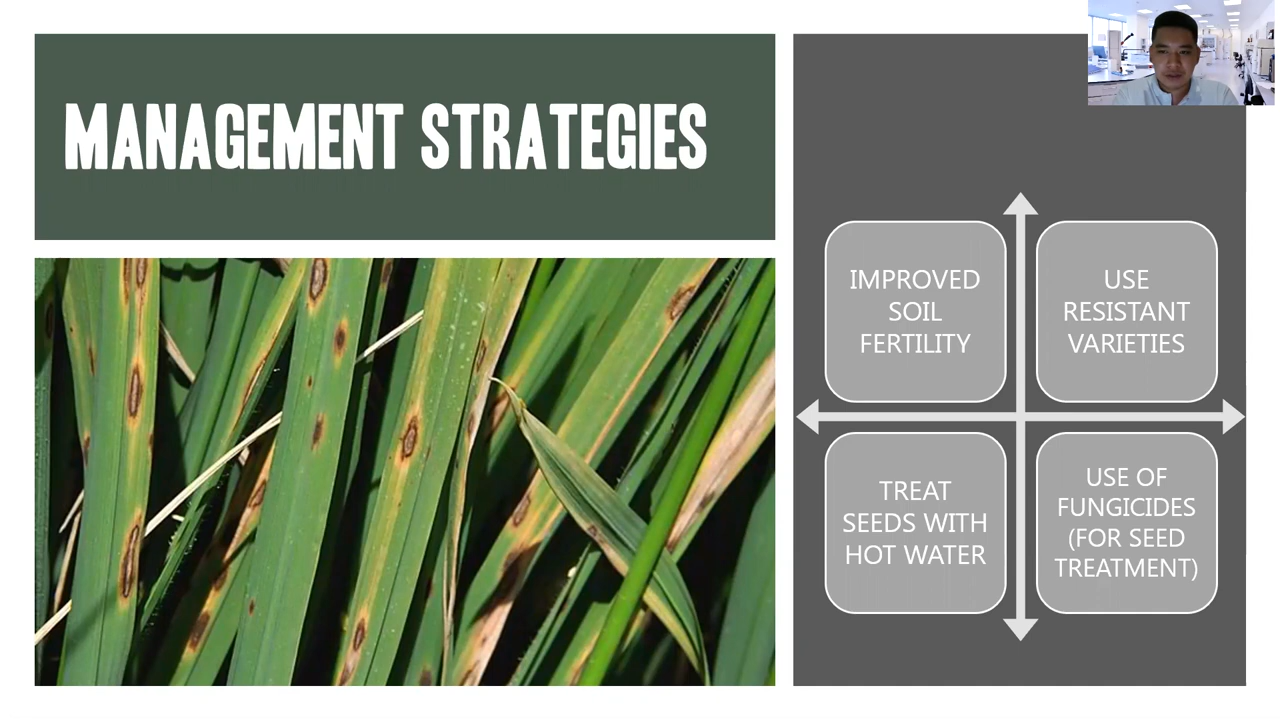 MANAGEMENT STRATEGIES
IMPROVED
SOIL
FERTILITY
USE
RESISTANT
VARIETIES
TREAT
SEEDS WITH
HOT WATER
USE OF
FUNGICIDES
(FOR SEED
TREATMENT)